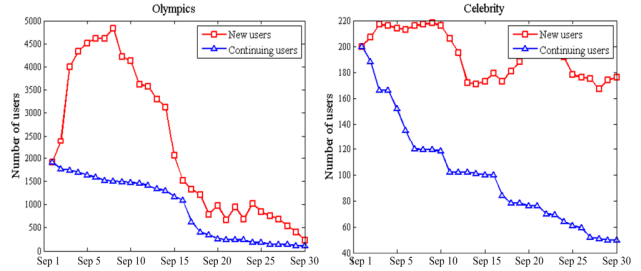 Olympics
Number of users
5000
4500
4000
3500
3000
2500
2000
1500
1000
500
0
New users
Continuing users
Sep 1 Sep 5 Sep 10 Sep 15 Sep 20 Sep 25 Sep 30
Celebrity
Number of users
220
200
180
160
140
120
100
80
60
40
New users
Continuing users
Sep 1 Sep 5 Sep 10 Sep 15 Sep 20 Sep 25 Sep 30